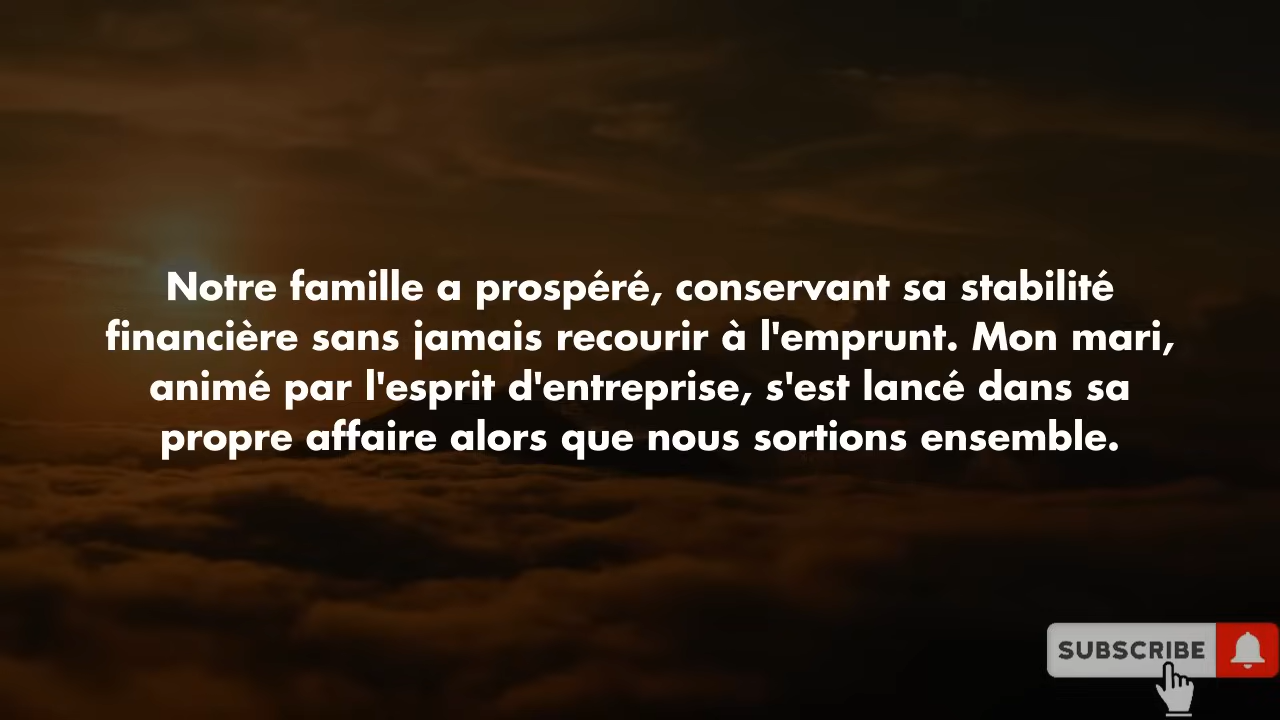 Notre famille a prospéré, conservant sa stabilité
financière sans jamais recourir à l'emprunt. Mon mari,
animé par l'esprit d'entreprise, s'est lancé dans sa
propre affaire alors que nous sortions ensemble.
SUBSCRIBE